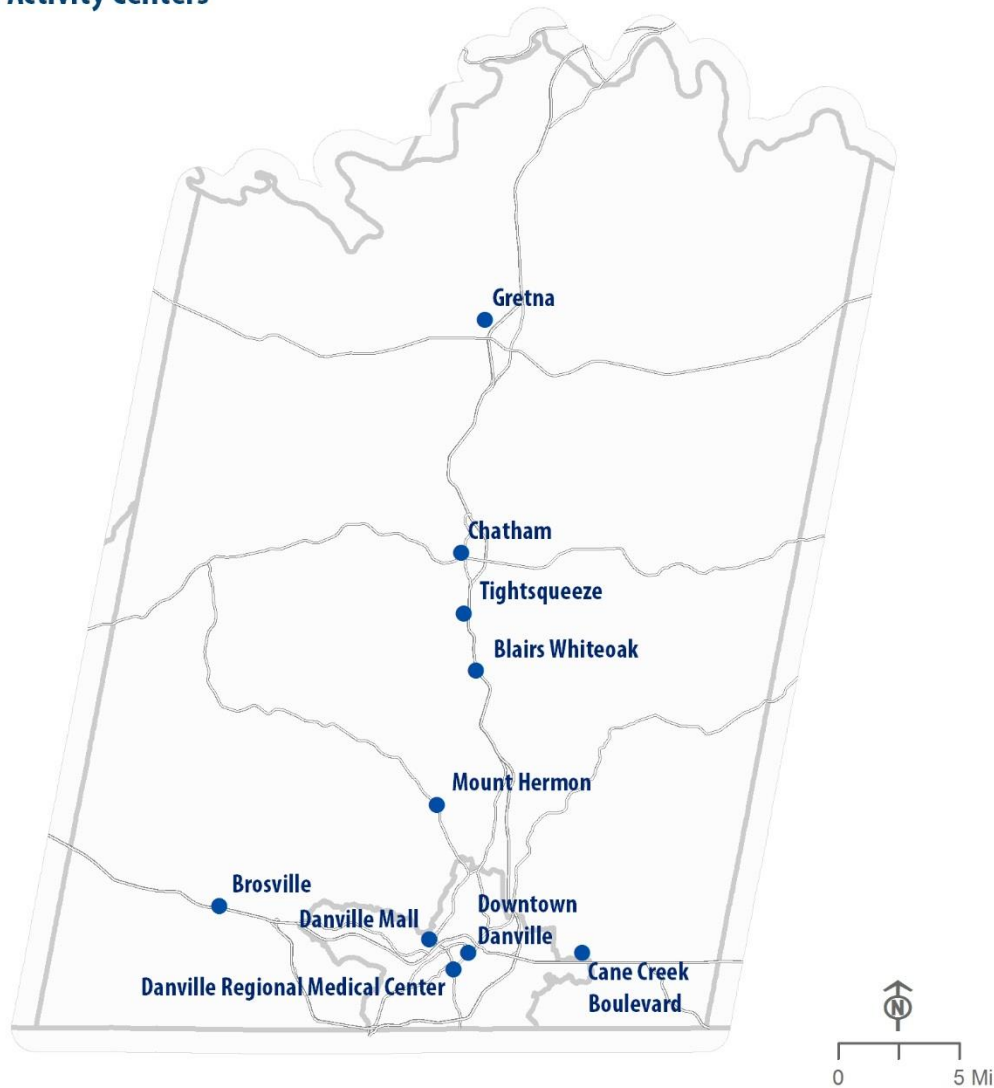 Activity Centers
Gretna
Chatham
Tightsqueeze
Blairs Whiteoak
Mount Hermon
Brosville
Danville Mall
Downtown
Danville
Danville Regional Medical Center
Cane Creek
Boulevard
N
0 5 Mi